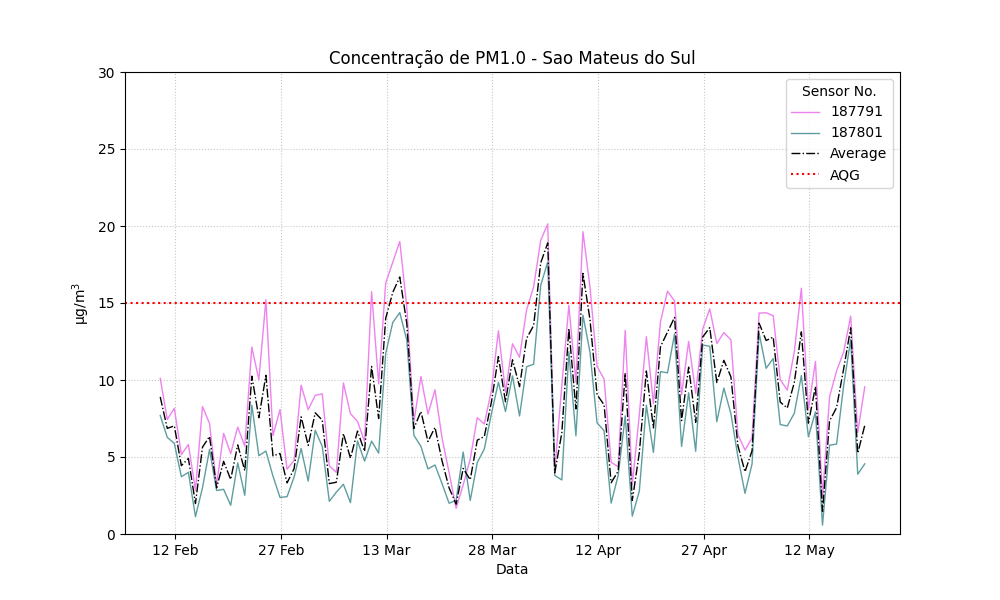 Concentração de PM1.0 - Sao Mateus do Sul
30
25
20
15
10
5
0
µg/m³
Sensor No.
187791
187801
Average
AQG
12 Feb 27 Feb 13 Mar 28 Mar 12 Apr 27 Apr 12 May
Data